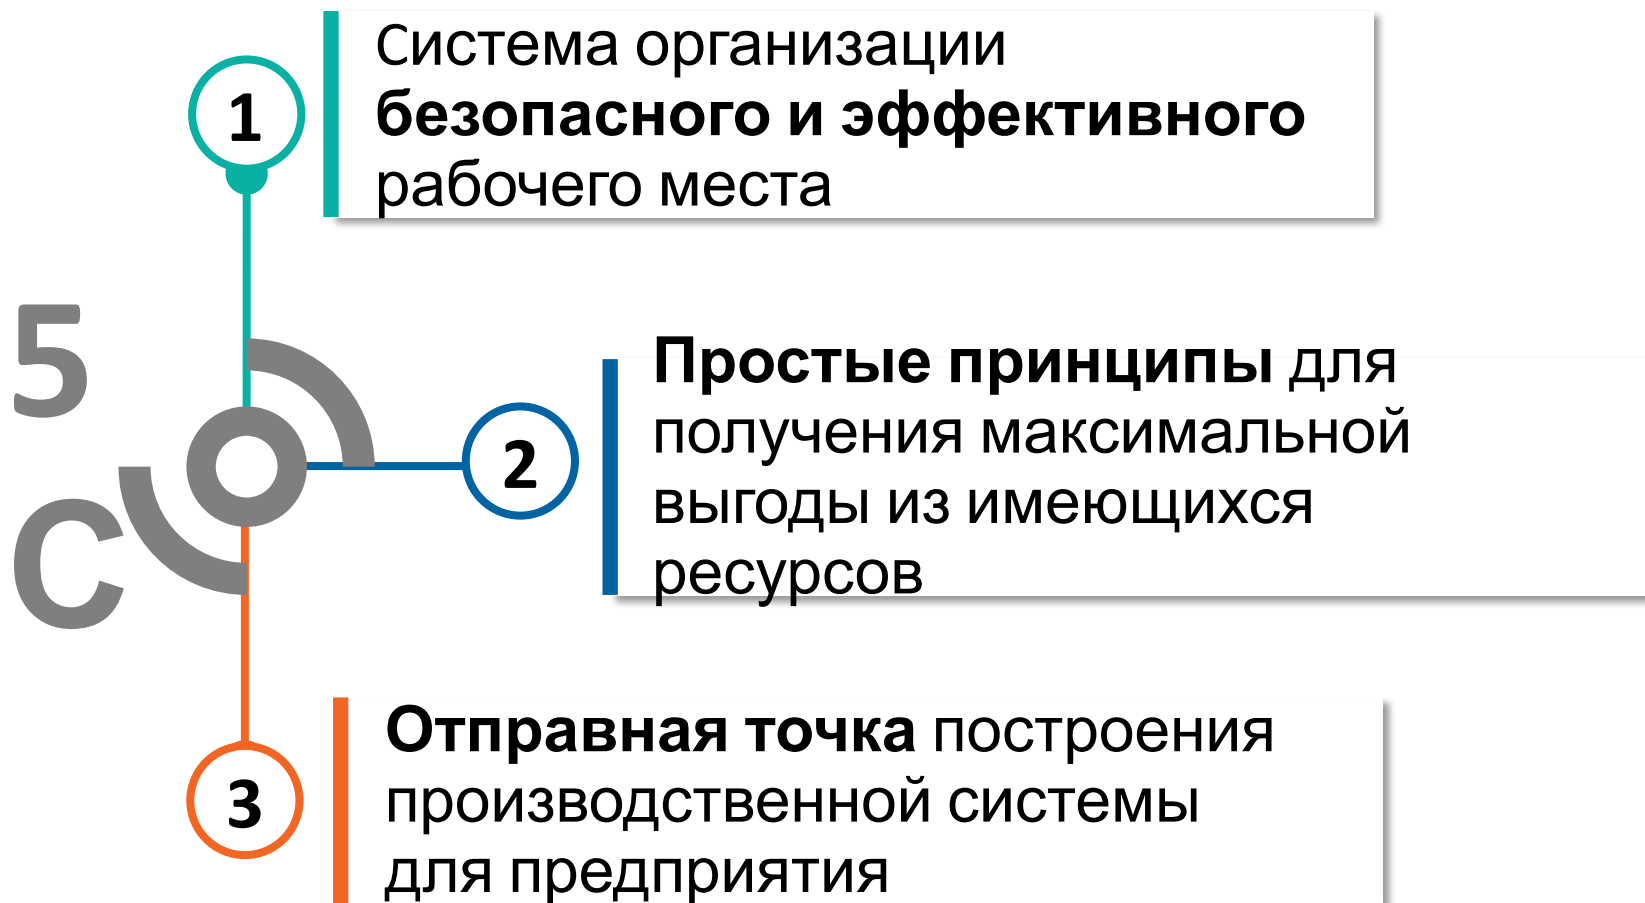 1
Система организации
безопасного и эффективного
рабочего места
5
С
2
Простые принципы для
получения максимальной
выгоды из имеющихся
ресурсов
3
Отправная точка построения
производственной системы
для предприятия